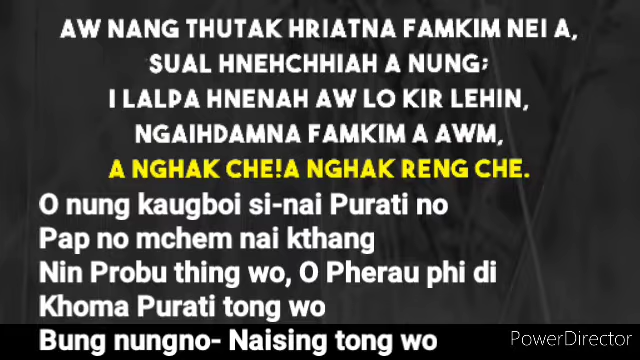 AW NANG THUTAK HRIATNA FAMKIM NEI A,
SUAL HNEHCHHIAH A NUNG;
I LALPA HNENAH AW LO KIR LEHIN,
NGAIHDAMNA FAMKIM A AWM,
A NGHAK CHE!A NGHAK RENG CHE.
O nung kaugboi si-nai Purati no
Pap no mchem nai kthang
Nin Probu thing wo, O Pherau phi di
Khoma Purati tong wo
Bung nungno- Naising tong wo
PowerDirector